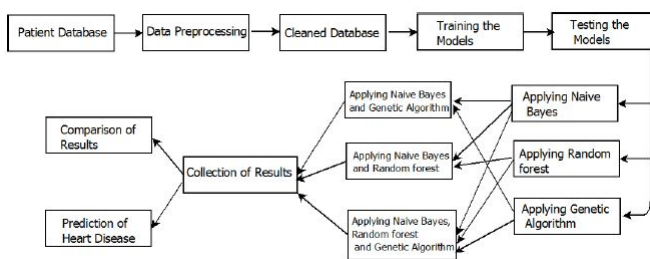 Patient Database
Data Preprocessing
Cleaned Database
Training the
Models
Testing the
Models
Applying Naive Bayes
and Genetic Algorithm
Applying Naive
Bayes
Comparison of
Results
Collection of Results
Applying Naive Bayes
and Random forest
Applying Random
forest
Prediction of
Heart Disease
Applying Naive Bayes,
Random forest
and Genetic Algorithm
Applying Genetic
Algorithm